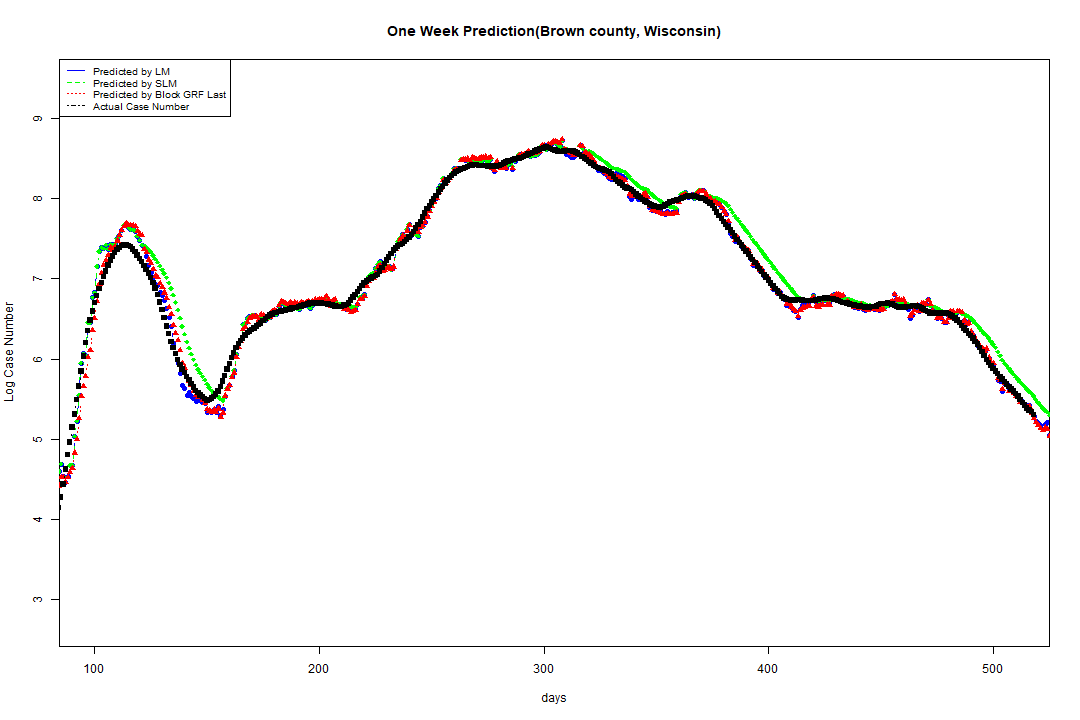 One Week Prediction(Brown county, Wisconsin)
Predicted by LM
Predicted by SLM
Predicted by Block GRF Last
Actual Case Number
Log Case Number
9
8
7
6
5
4
3
100 200 300 400 500
days